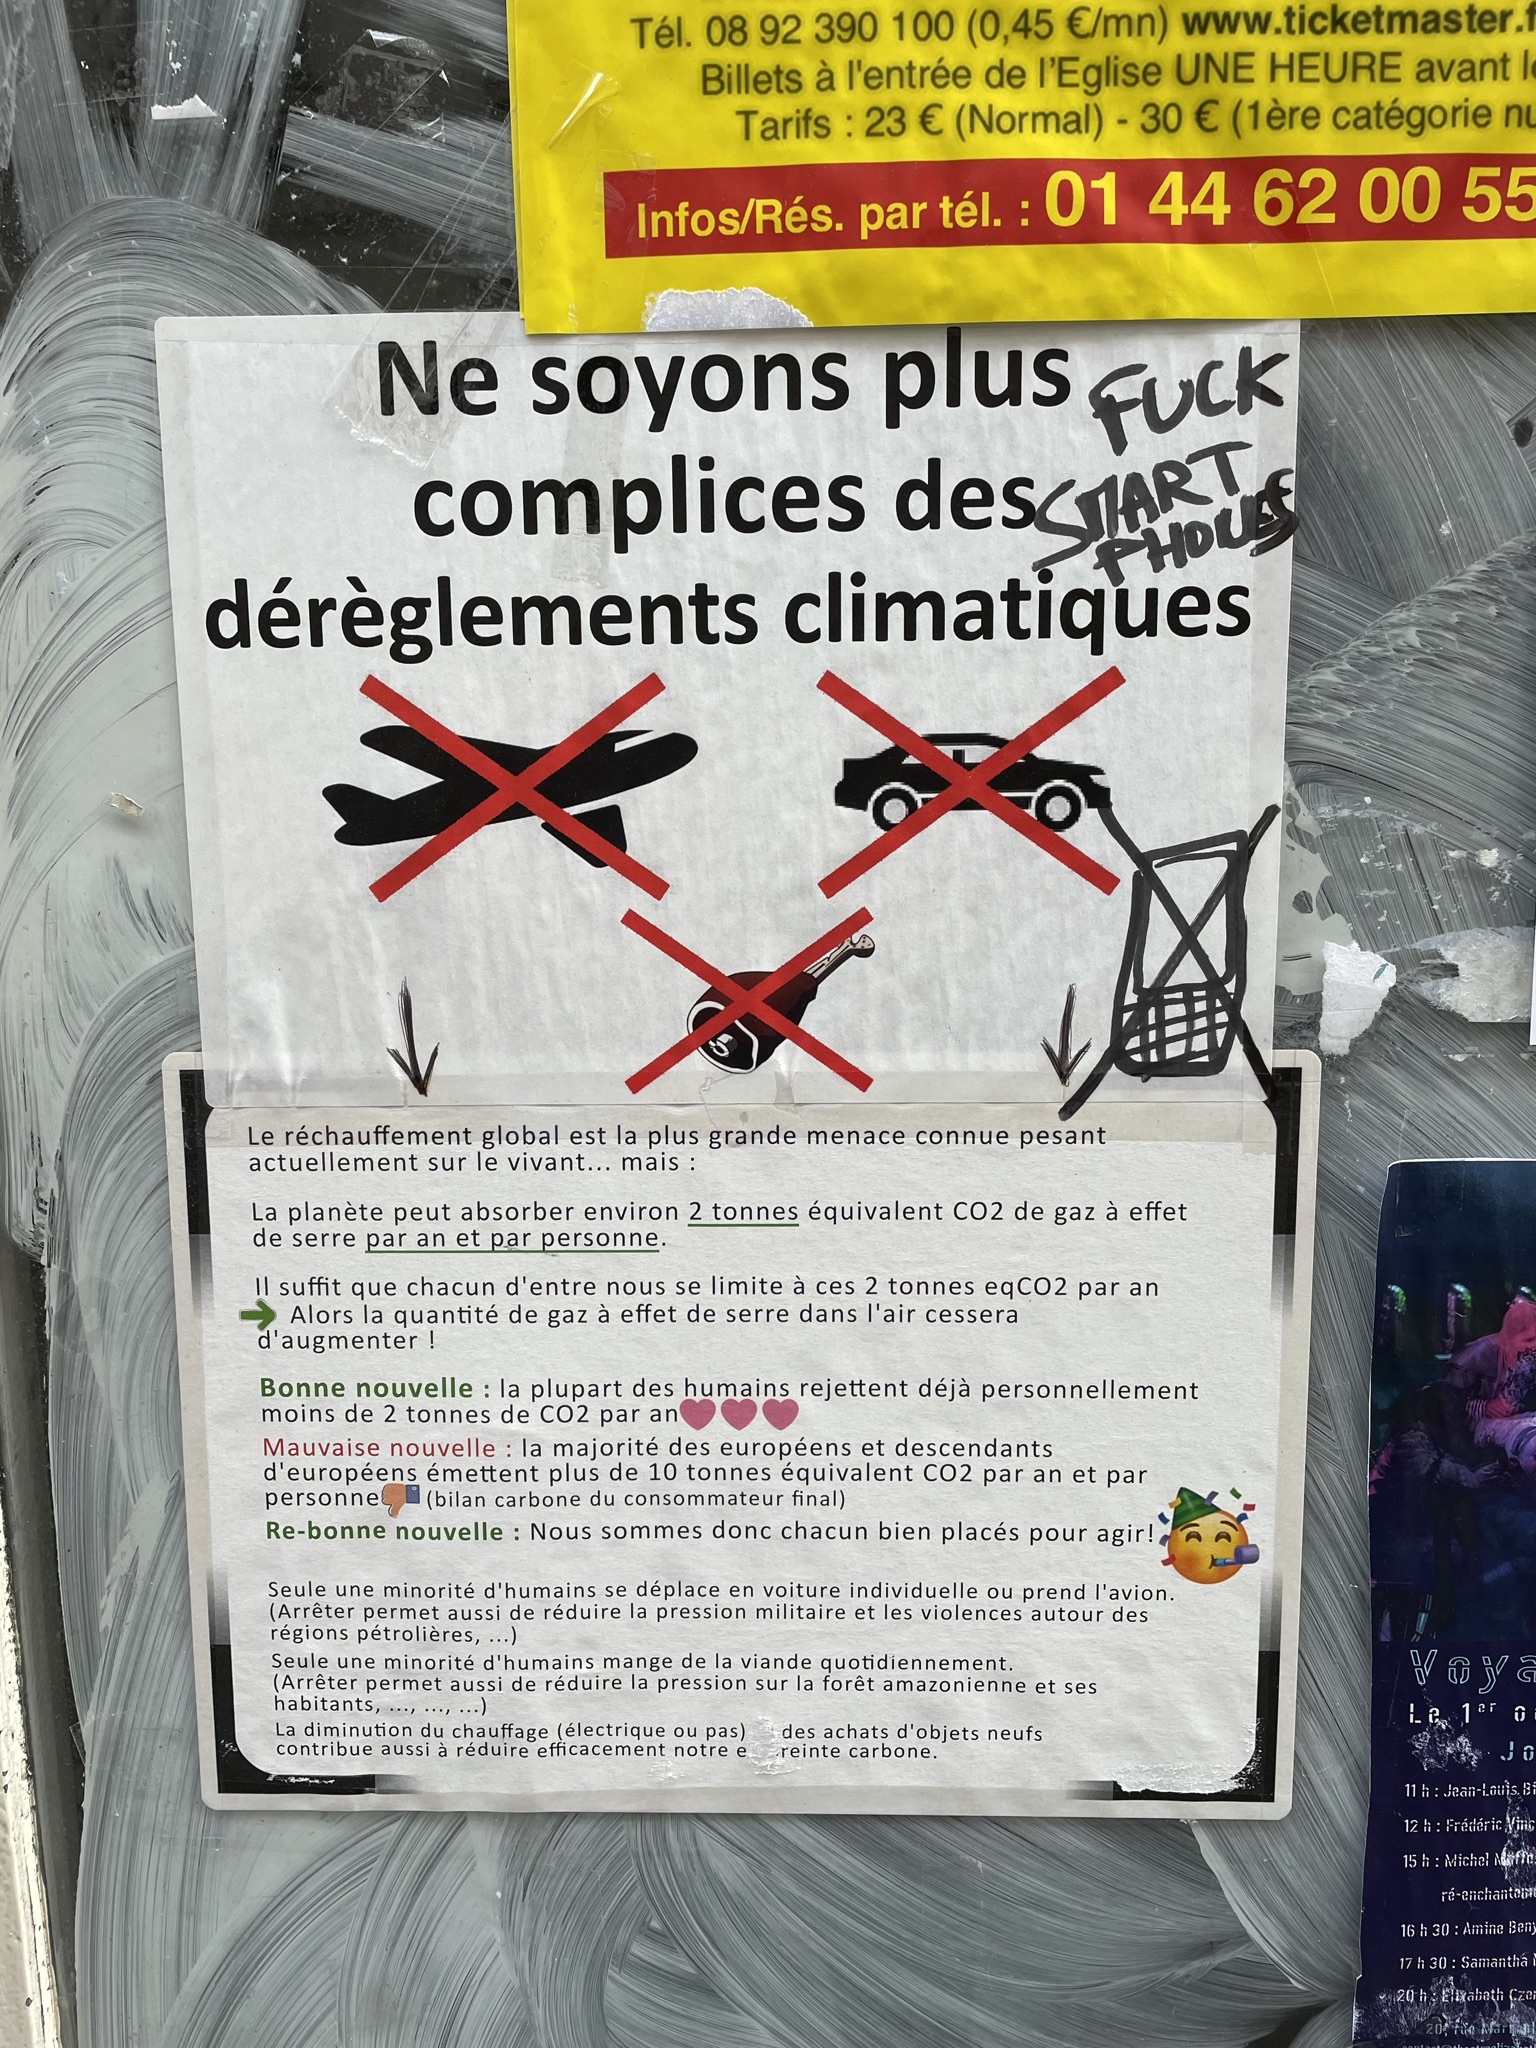 Tél. 08 92 390 100 (0,45 €/mn) www.ticketmaster.f
Billets à l'entrée de l'Eglise UNE HEURE avant
Tarifs : 23 € (Normal) - 30 € (1ère catégorie
Infos/Rés. par tél. : 01 44 62 00 55
Ne soyons plus
complices des
dérèglements climatiques
FUCK
SMART
PHONES
Le réchauffement global est la plus grande menace connue pesant
actuellement sur le vivant... mais :
La planète peut absorber environ 2 tonnes équivalent CO2 de gaz à effet
de serre par an et par personne.
Il suffit que chacun d'entre nous se limite à ces 2 tonnes eqCO2 par an
Alors la quantité de gaz à effet de serre dans l'air cessera
d'augmenter !
Bonne nouvelle : la plupart des humains rejettent déjà personnellement
moins de 2 tonnes de CO2 par an
Mauvaise nouvelle : la majorité des européens et descendants
d'européens émettent plus de 10 tonnes équivalent CO2 par an et par
personne (bilan carbone du consommateur final)
Re-bonne nouvelle : Nous sommes donc chacun bien placés pour agir!
Seule une minorité d'humains se déplace en voiture individuelle ou prend l'avion.
(Arrêter permet aussi de réduire la pression militaire et les violences autour des
régions pétrolières, ...)
Seule une minorité d'humains mange de la viande quotidiennement.
(Arrêter permet aussi de réduire la pression sur la forêt amazonienne et ses
habitants, ..., ..., ...)
La diminution du chauffage (électrique ou pas) des achats d'objets neufs
contribue aussi à réduire efficacement notre e reinte carbone.
Voya
Le 1er
Jo
11 h : Jean-Louis Bi
12 h : Frédéric Vinc
15 h : Michel
ré-enchantem
16 h 30 : Amine Beny
17 h 30 : Samantha
20 h : Elizabeth Czer